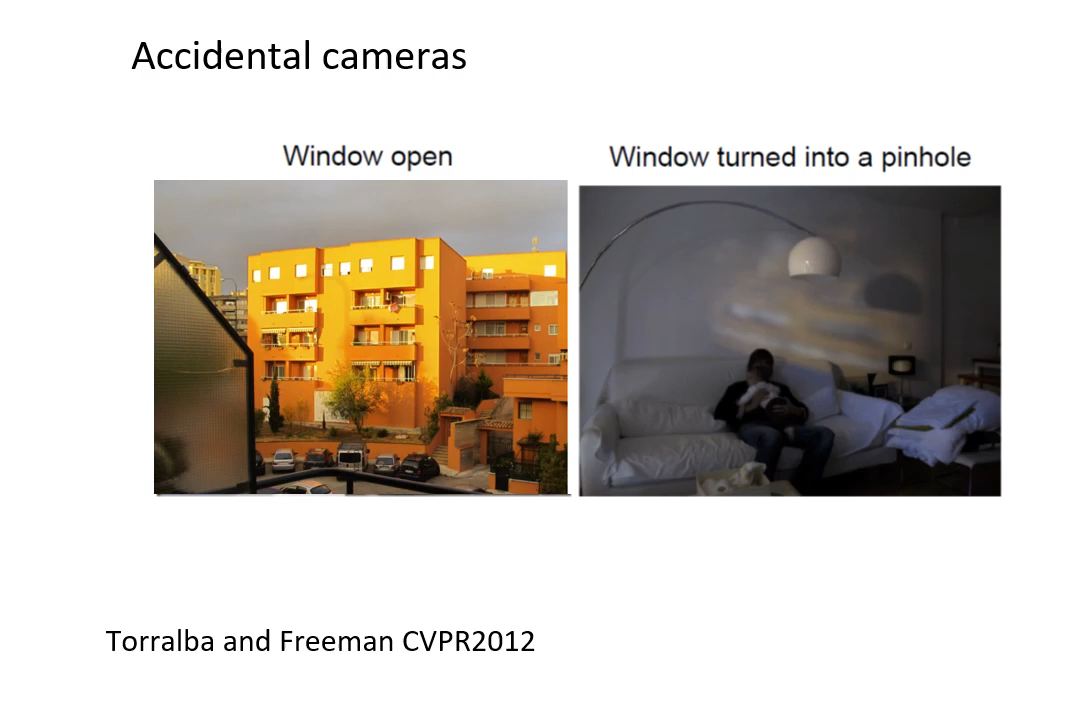 Accidental cameras
Window open
Window turned into a pinhole
Torralba and Freeman CVPR2012